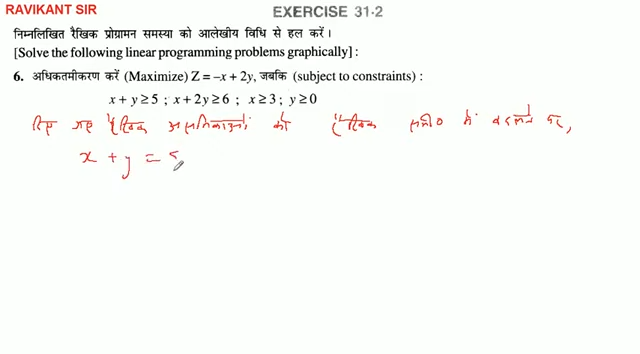 RAVIKANT SIR
EXERCISE 31·2
निम्नलिखित रैखिक प्रोग्रामन समस्या को आलेखीय विधि से हल करें ।
[Solve the following linear programming problems graphically] :
6. अधिकतमीकरण करें (Maximize) Z = –x + 2y, जबकि (subject to constraints) :
x + y ≥ 5 ; x + 2y ≥ 6 ; x ≥ 3 ; y ≥ 0
दिए गए रैखिक असमिकाओं को रैखिक समी० में बदलने पर,
x + y = 5